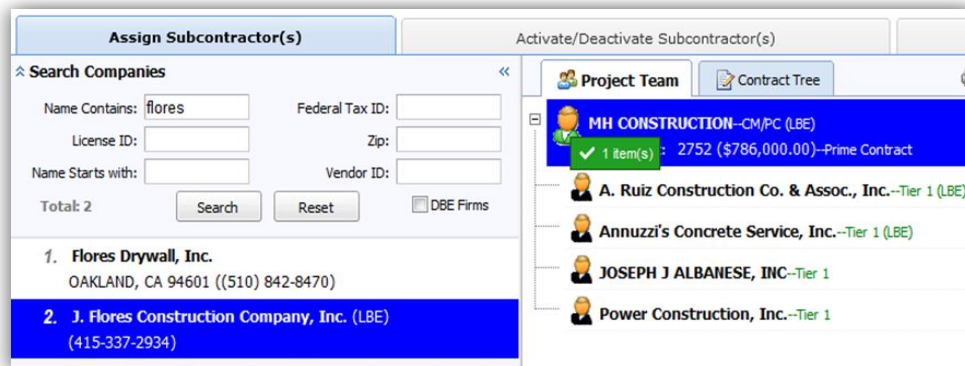 Assign Subcontractor(s)
Activate/Deactivate Subcontractor(s)
Search Companies
Name Contains: flores
Federal Tax ID:
License ID:
Zip:
Name Starts with:
Vendor ID:
Total: 2
Search
Reset
DBE Firms
1. Flores Drywall, Inc.
OAKLAND, CA 94601 ((510) 842-8470)
2. J. Flores Construction Company, Inc. (LBE)
(415-337-2934)
Project Team
Contract Tree
MH CONSTRUCTION--CM/PC (LBE)
1 item(s)
: 2752 ($786,000.00)--Prime Contract
A. Ruiz Construction Co. & Assoc., Inc.--Tier 1 (LBE)
Annuzzi's Concrete Service, Inc.--Tier 1 (LBE)
JOSEPH J ALBANESE, INC--Tier 1
Power Construction, Inc.--Tier 1